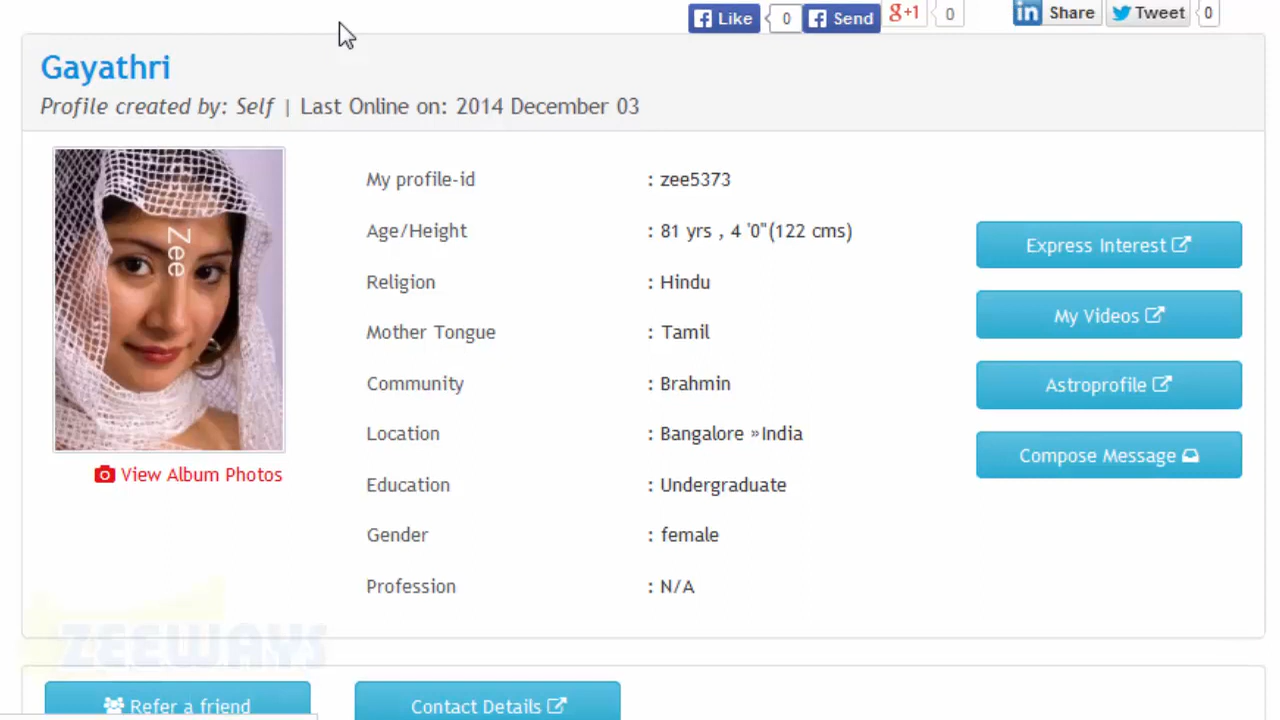 Like 0 Send g+1 0 in Share Tweet 0
Gayathri
Profile created by: Self | Last Online on: 2014 December 03
Zee
My profile-id : zee5373
Age/Height : 81 yrs , 4 '0"(122 cms)
Express Interest
Religion : Hindu
My Videos
Mother Tongue : Tamil
Community : Brahmin
Astroprofile
Location : Bangalore »India
Compose Message
View Album Photos
Education : Undergraduate
Gender : female
Profession : N/A
ZEEWAYS
Refer a friend Contact Details